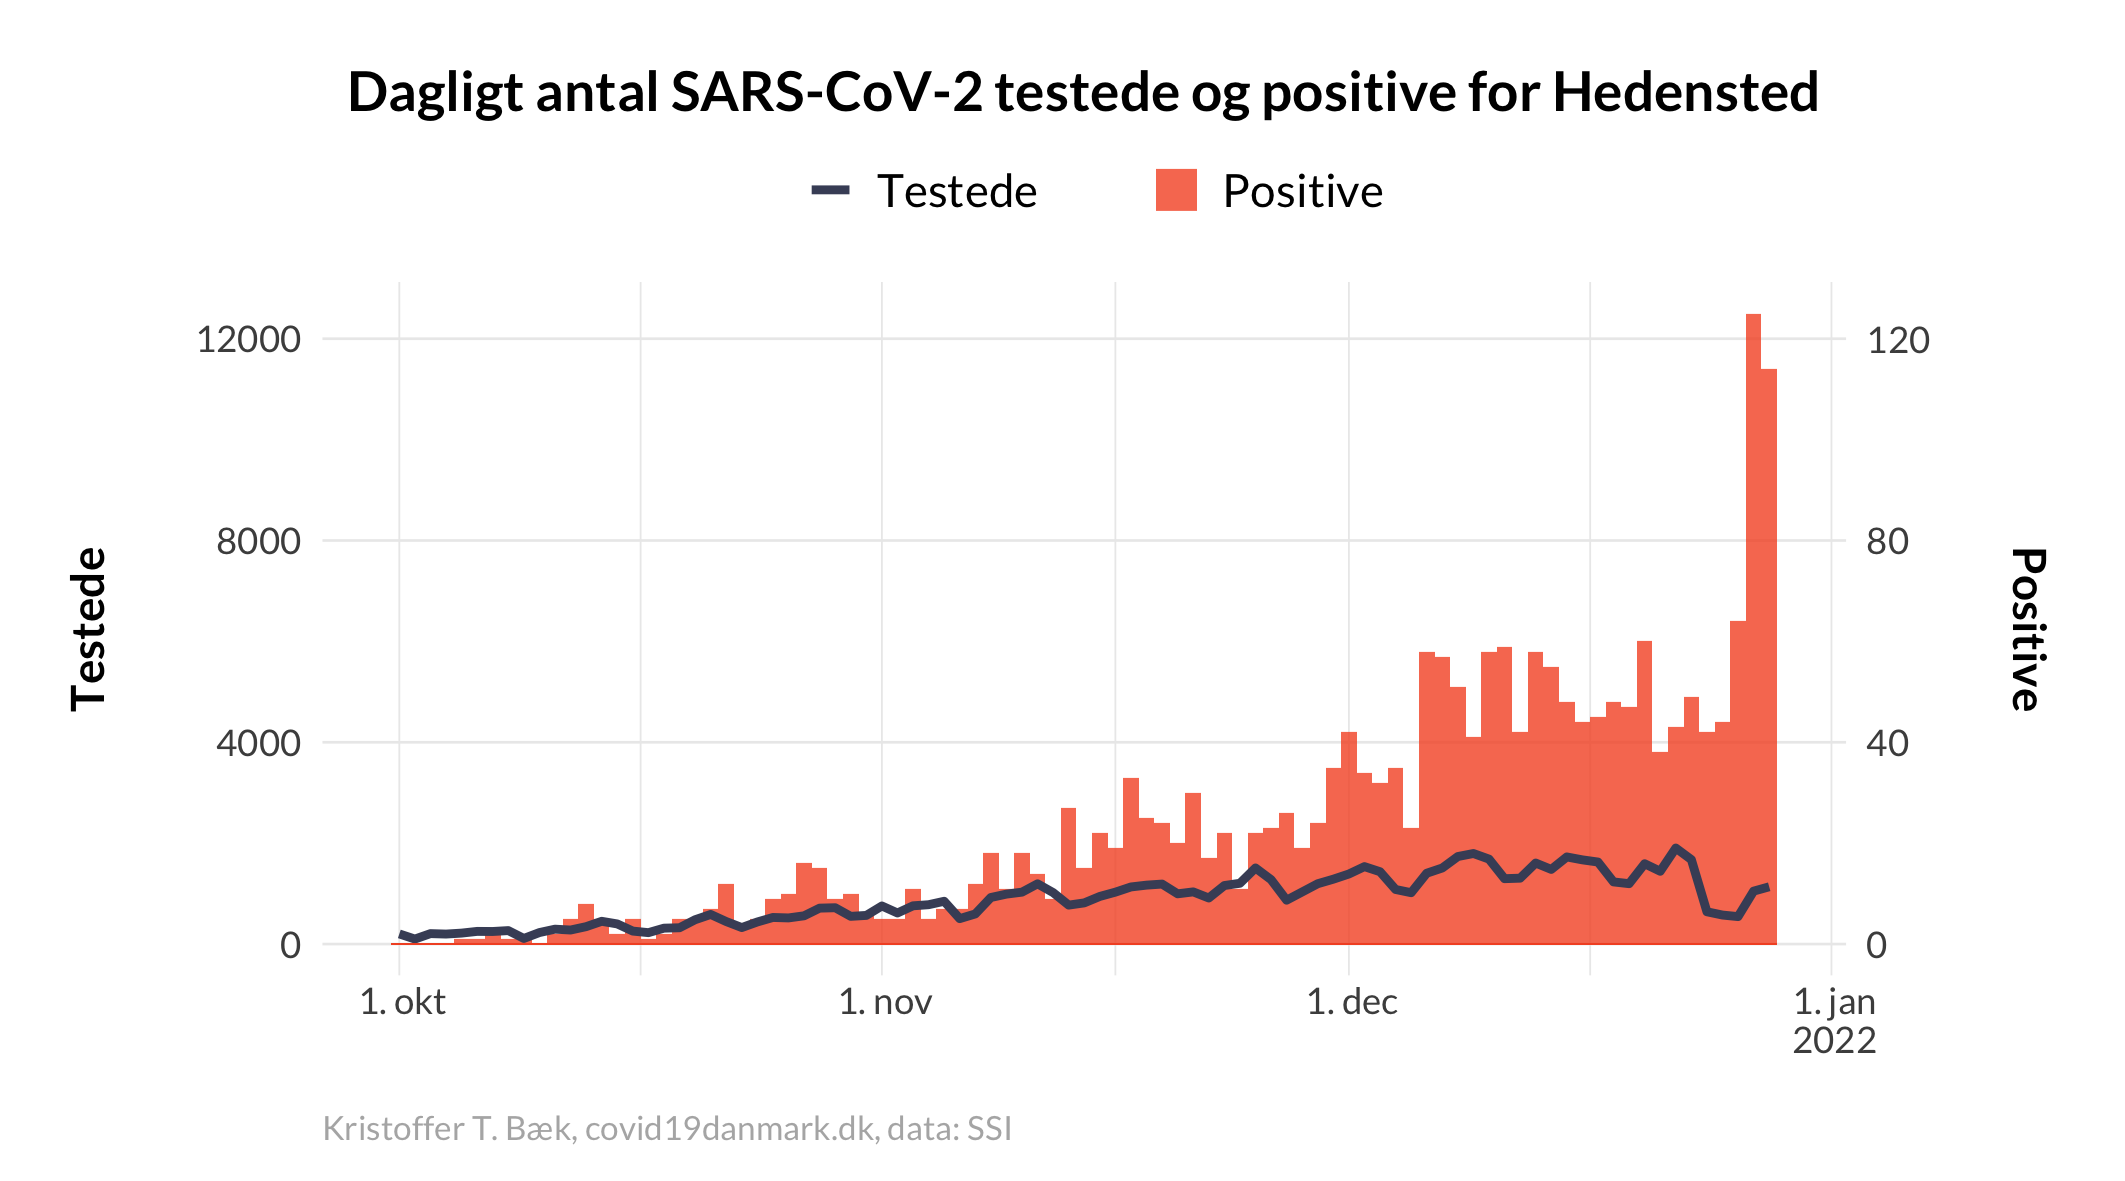 Dagligt antal SARS-CoV-2 testede og positive for Hedensted
Testede
Positive
12000
8000
4000
0
Testede
120
80
40
0
Positive
1. okt
1. nov
1. dec
1. jan
2022
Kristoffer T. Bæk, covid19danmark.dk, data: SSI